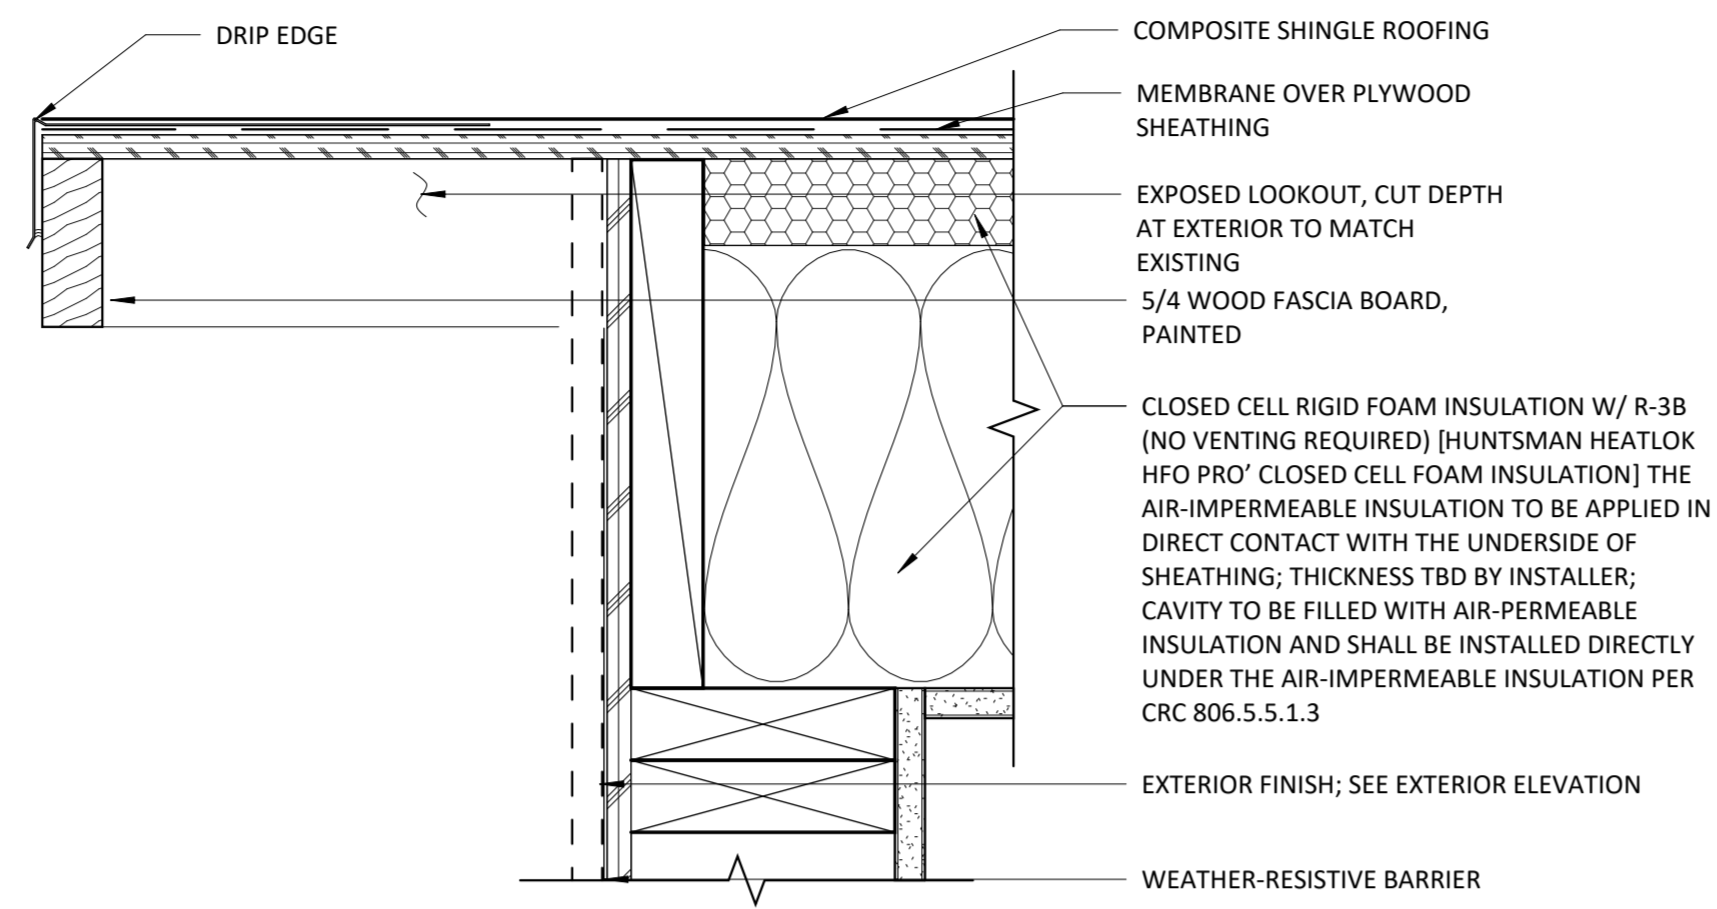 DRIP EDGE
COMPOSITE SHINGLE ROOFING
MEMBRANE OVER PLYWOOD
SHEATHING
EXPOSED LOOKOUT, CUT DEPTH
AT EXTERIOR TO MATCH
EXISTING
5/4 WOOD FASCIA BOARD,
PAINTED
CLOSED CELL RIGID FOAM INSULATION W/ R-3B
(NO VENTING REQUIRED) [HUNTSMAN HEATLOK
HFO PRO’ CLOSED CELL FOAM INSULATION] THE
AIR-IMPERMEABLE INSULATION TO BE APPLIED IN
DIRECT CONTACT WITH THE UNDERSIDE OF
SHEATHING; THICKNESS TBD BY INSTALLER;
CAVITY TO BE FILLED WITH AIR-PERMEABLE
INSULATION AND SHALL BE INSTALLED DIRECTLY
UNDER THE AIR-IMPERMEABLE INSULATION PER
CRC 806.5.5.1.3
EXTERIOR FINISH; SEE EXTERIOR ELEVATION
WEATHER-RESISTIVE BARRIER